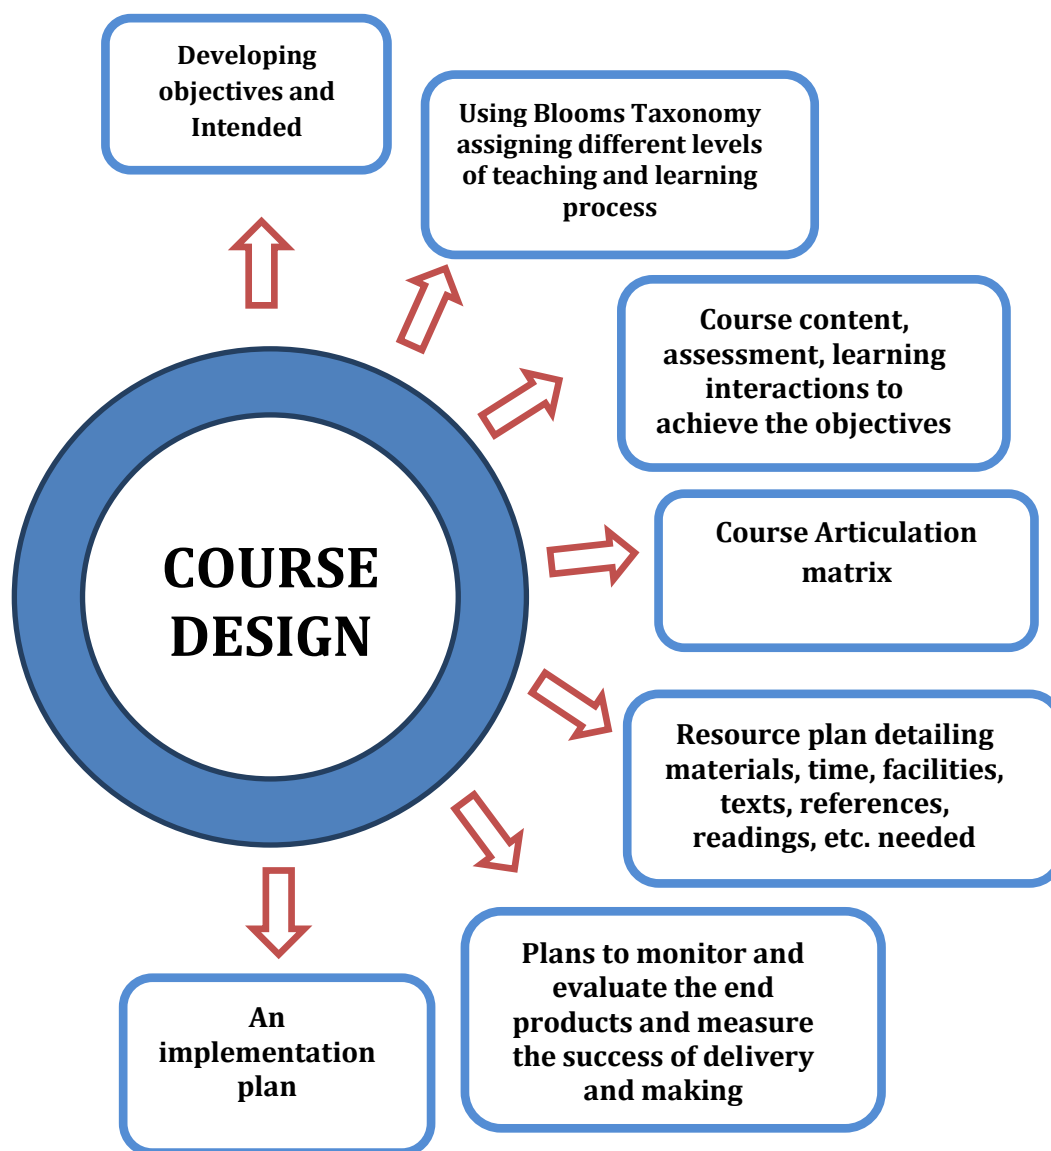 Developing
objectives and
Intended
Using Blooms Taxonomy
assigning different levels
of teaching and learning
process
Course content,
assessment, learning
interactions to
achieve the objectives
COURSE
DESIGN
Course Articulation
matrix
Resource plan detailing
materials, time, facilities,
texts, references,
readings, etc. needed
Plans to monitor and
evaluate the end
products and measure
the success of delivery
and making
An
implementation
plan